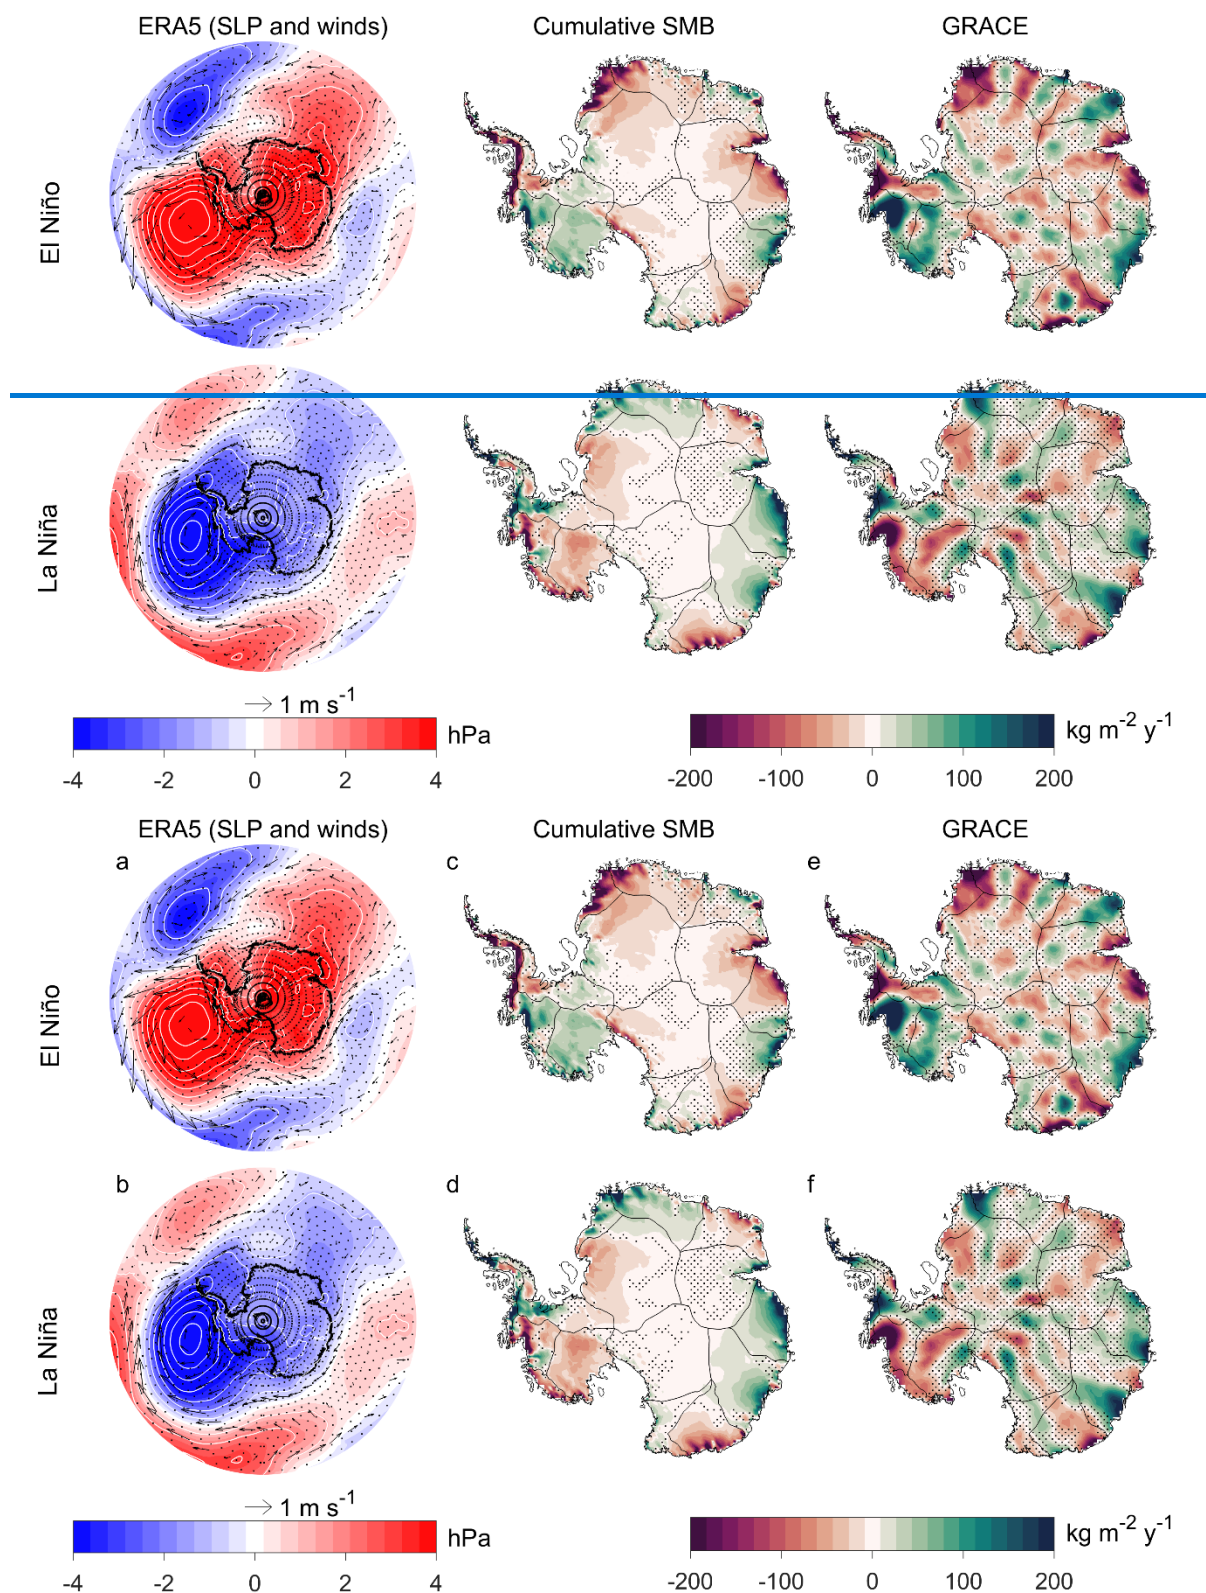 ERA5 (SLP and winds) Cumulative SMB GRACE
El Niño
La Niña
1 m s-1
hPa
-4 -2 0 2 4
kg m-2 y-1
-200 -100 0 100 200
ERA5 (SLP and winds) Cumulative SMB GRACE
a c e
El Niño
b d f
La Niña
1 m s-1
hPa
-4 -2 0 2 4
kg m-2 y-1
-200 -100 0 100 200